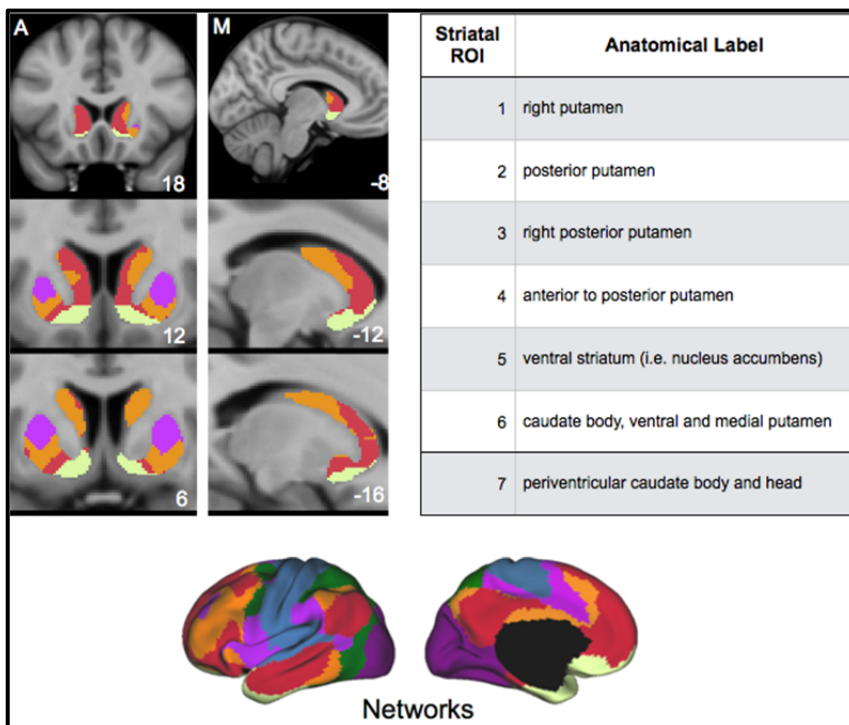 A
M
18
-8
12
-12
6
-16
Striatal ROI Anatomical Label
1 right putamen
2 posterior putamen
3 right posterior putamen
4 anterior to posterior putamen
5 ventral striatum (i.e. nucleus accumbens)
6 caudate body, ventral and medial putamen
7 periventricular caudate body and head
Networks